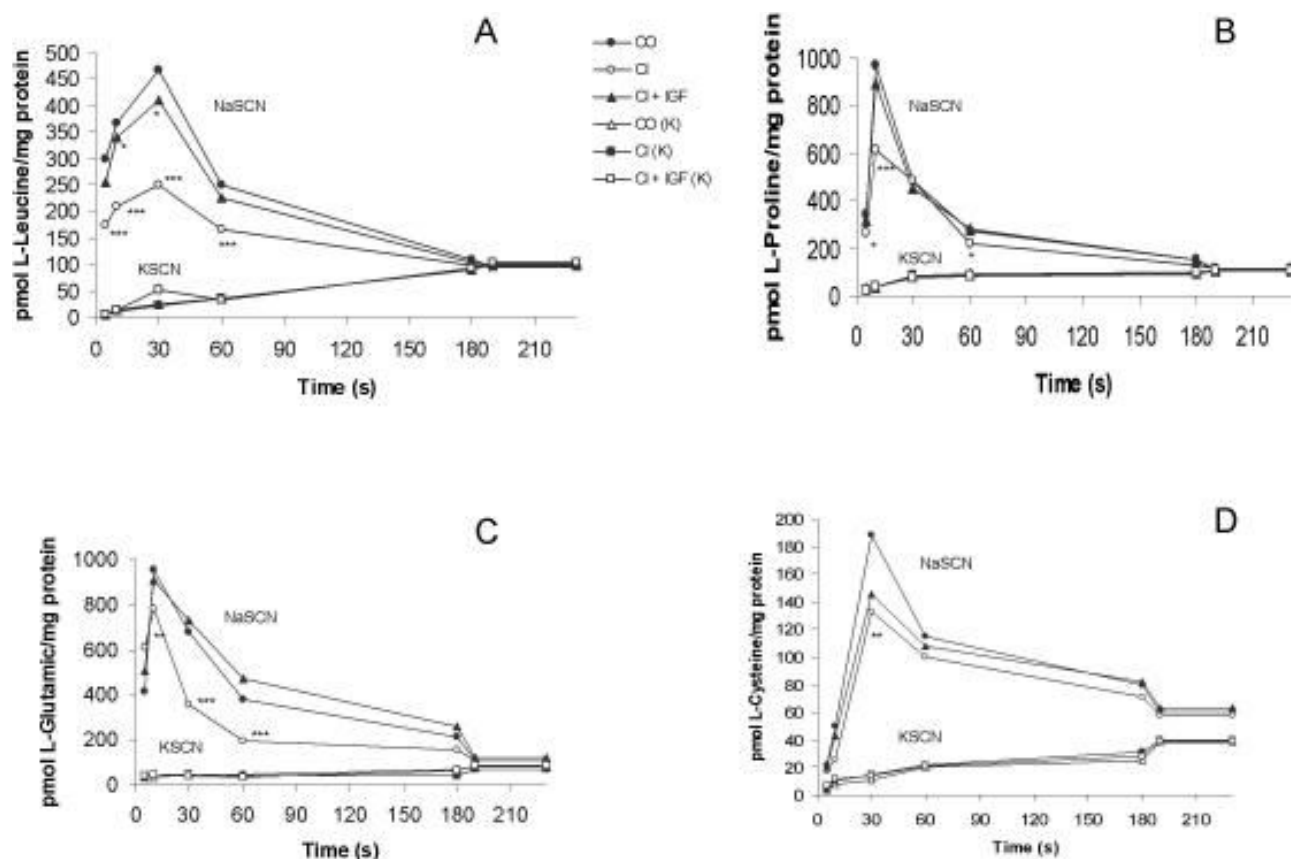 A
pmol L-Leucine/mg protein
500
450
400
350
300
250
200
150
100
50
0
NaSCN
*
*
***
***
***
***
KSCN
0 30 60 90 120 150 180 210
Time (s)
CO
CI
CI + IGF
CO (K)
CI (K)
CI + IGF (K)
B
pmol L-Proline/mg protein
1000
800
600
400
200
0
NaSCN
***
*
*
KSCN
0 30 60 90 120 150 180 210
Time (s)
C
pmol L-Glutamic/mg protein
1000
800
600
400
200
0
NaSCN
**
***
***
KSCN
0 30 60 90 120 150 180 210
Time (s)
D
pmol L-Cysteine/mg protein
200
180
160
140
120
100
80
60
40
20
0
NaSCN
**
KSCN
0 30 60 90 120 150 180 210
Time (s)